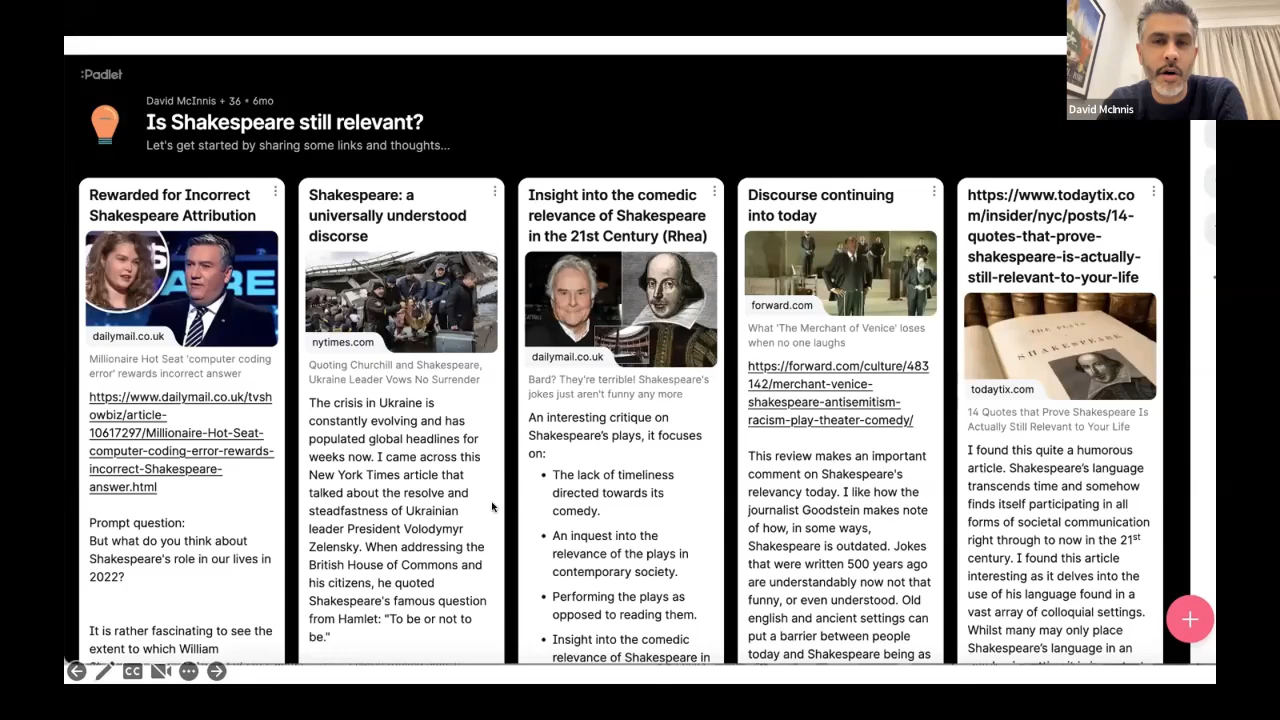 :Padlet
David McInnis + 36 • 6mo
Is Shakespeare still relevant?
Let's get started by sharing some links and thoughts...
David McInnis
Rewarded for Incorrect
Shakespeare Attribution
dailymail.co.uk
Millionaire Hot Seat 'computer coding
error' rewards incorrect answer
https://www.dailymail.co.uk/tvsh
owbiz/article-
10617297/Millionaire-Hot-Seat-
computer-coding-error-rewards-
incorrect-Shakespeare-
answer.html
Prompt question:
But what do you think about
Shakespeare's role in our lives in
2022?
It is rather fascinating to see the
extent to which William
Shakespeare: a
universally understood
discorse
nytimes.com
Quoting Churchill and Shakespeare,
Ukraine Leader Vows No Surrender
The crisis in Ukraine is
constantly evolving and has
populated global headlines for
weeks now. I came across this
New York Times article that
talked about the resolve and
steadfastness of Ukrainian
leader President Volodymyr
Zelensky. When addressing the
British House of Commons and
his citizens, he quoted
Shakespeare's famous question
from Hamlet: "To be or not to
be."
Insight into the comedic
relevance of Shakespeare
in the 21st Century (Rhea)
dailymail.co.uk
Bard? They're terrible! Shakespeare's
jokes just aren't funny any more
An interesting critique on
Shakespeare's plays, it focuses
on:
• The lack of timeliness
directed towards its
comedy.
• An inquest into the
relevance of the plays in
contemporary society.
• Performing the plays as
opposed to reading them.
• Insight into the comedic
relevance of Shakespeare in
Discourse continuing
into today
forward.com
What 'The Merchant of Venice' loses
when no one laughs
https://forward.com/culture/483
142/merchant-venice-
shakespeare-antisemitism-
racism-play-theater-comedy/
This review makes an important
comment on Shakespeare's
relevancy today. I like how the
journalist Goodstein makes note
of how, in some ways,
Shakespeare is outdated. Jokes
that were written 500 years ago
are understandably now not that
funny, or even understood. Old
english and ancient settings can
put a barrier between people
today and Shakespeare being as
https://www.todaytix.co
m/insider/nyc/posts/14-
quotes-that-prove-
shakespeare-is-actually-
still-relevant-to-your-life
THE PLAYS
SHAKESPEARE
todaytix.com
14 Quotes that Prove Shakespeare Is
Actually Still Relevant to Your Life
I found this quite a humorous
article. Shakespeare's language
transcends time and somehow
finds itself participating in all
forms of societal communication
right through to now in the 21st
century. I found this article
interesting as it delves into the
use of his language found in a
vast array of colloquial settings.
Whilst many may only place
Shakespeare's language in an
CC